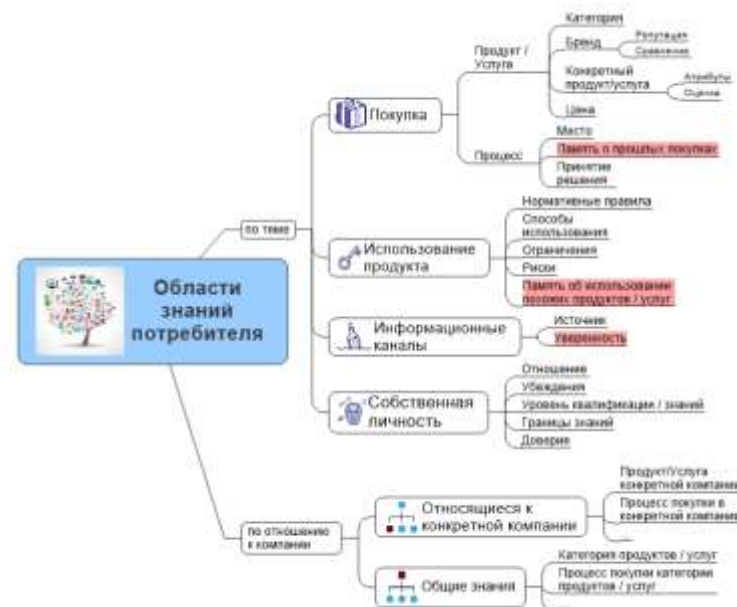 Области
знаний
потребителя
по теме
Покупка
Продукт /
Услуга
Категория
Бренд
Репутация
Сравнение
Конкретный
продукт/услуга
Атрибуты
Оценка
Цена
Процесс
Место
Память о прошлых покупках
Принятие
решения
Использование
продукта
Нормативные правила
Способы
использования
Ограничения
Риски
Память об использовании
похожих продуктов / услуг
Информационные
каналы
Источник
Уверенность
Собственная
личность
Отношение
Убеждения
Уровень квалификации / знаний
Границы знаний
Доверие
по отношению
к компании
Относящиеся к
конкретной компании
Продукт/Услуга
конкретной компании
Процесс покупки в
конкретной компании
Общие знания
Категория продуктов / услуг
Процесс покупки категории
продуктов / услуг